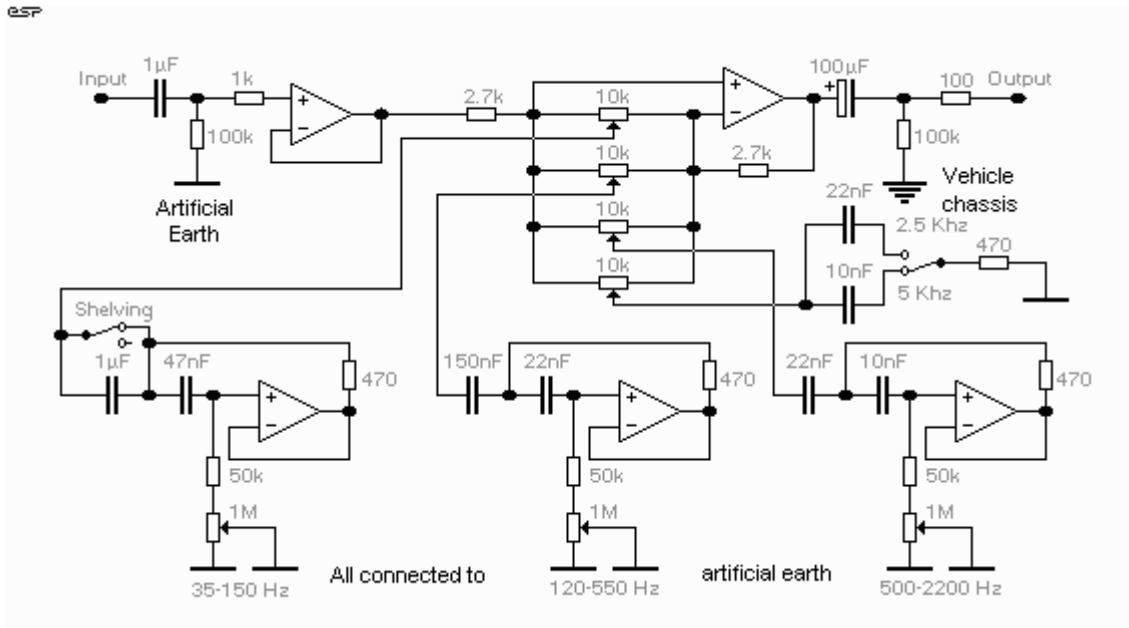 esp
Input
1µF
1k
+
−
100k
Artificial
Earth
2.7k
10k
10k
10k
10k
+
−
2.7k
100µF
+
100
Output
100k
Vehicle
chassis
22nF
2.5 Khz
10nF
5 Khz
470
Shelving
1µF
47nF
+
−
470
50k
1M
35-150 Hz
150nF
22nF
+
−
470
50k
1M
120-550 Hz
22nF
10nF
+
−
470
50k
1M
500-2200 Hz
All connected to
artificial earth